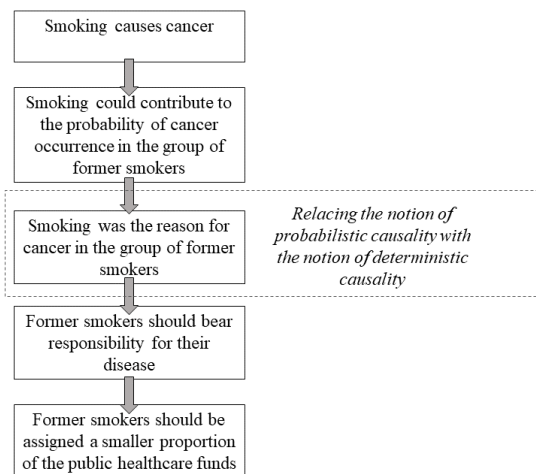 Smoking causes cancer
Smoking could contribute to
the probability of cancer
occurrence in the group of
former smokers
Smoking was the reason for
cancer in the group of former
smokers
Relacing the notion of
probabilistic causality with
the notion of deterministic
causality
Former smokers should bear
responsibility for their
disease
Former smokers should be
assigned a smaller proportion
of the public healthcare funds